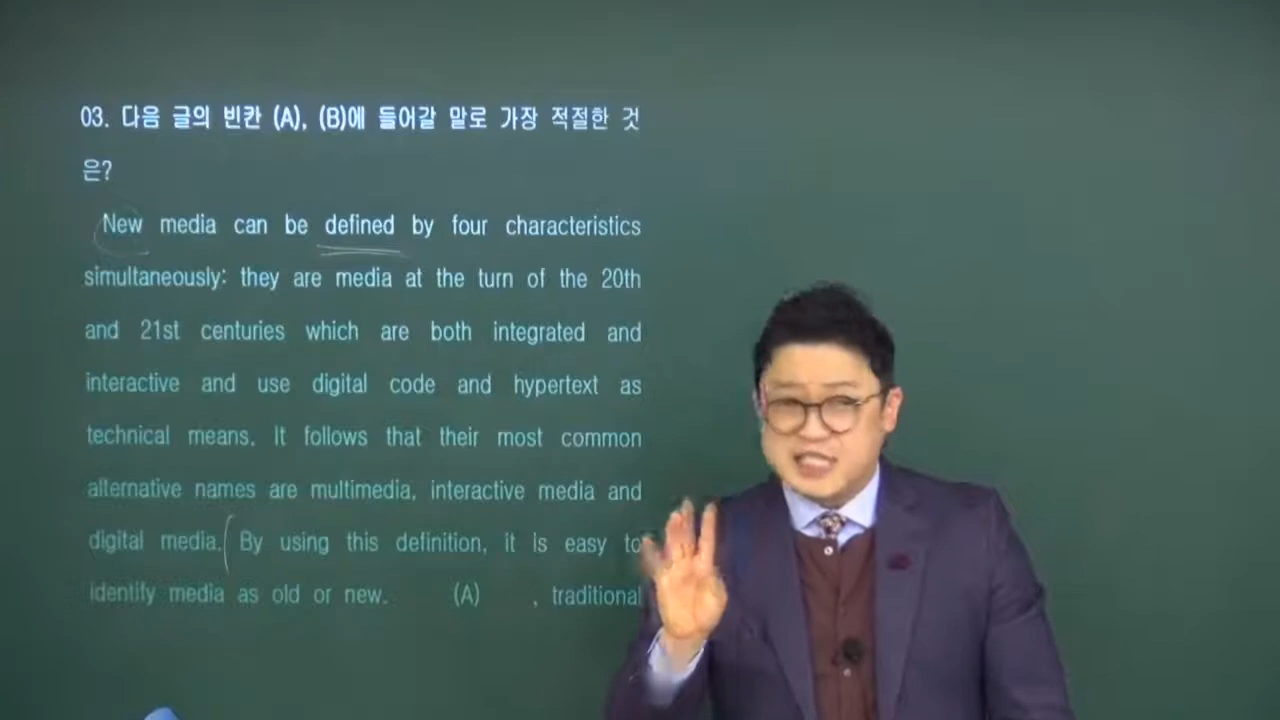 03. 다음 글의 빈칸 (A), (B)에 들어갈 말로 가장 적절한 것
은?
New media can be defined by four characteristics
simultaneously: they are media at the turn of the 20th
and 21st centuries which are both integrated and
interactive and use digital code and hypertext as
technical means. It follows that their most common
alternative names are multimedia, interactive media and
digital media. By using this definition, it is easy to
identify media as old or new. (A) , traditional